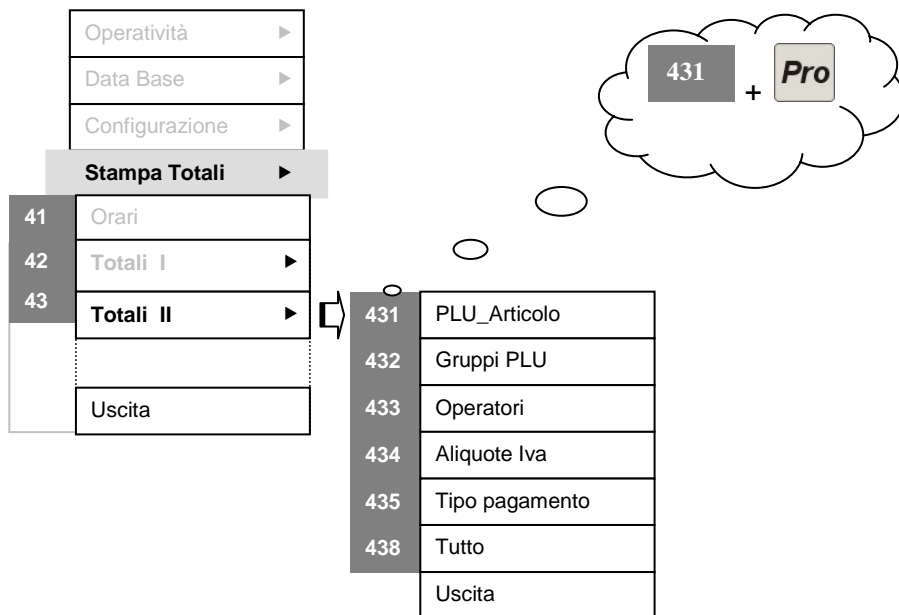 Operatività
Data Base
Configurazione
Stampa Totali
431 + Pro
41 Orari
42 Totali I
43 Totali II
Uscita
431 PLU_Articolo
432 Gruppi PLU
433 Operatori
434 Aliquote Iva
435 Tipo pagamento
438 Tutto
Uscita